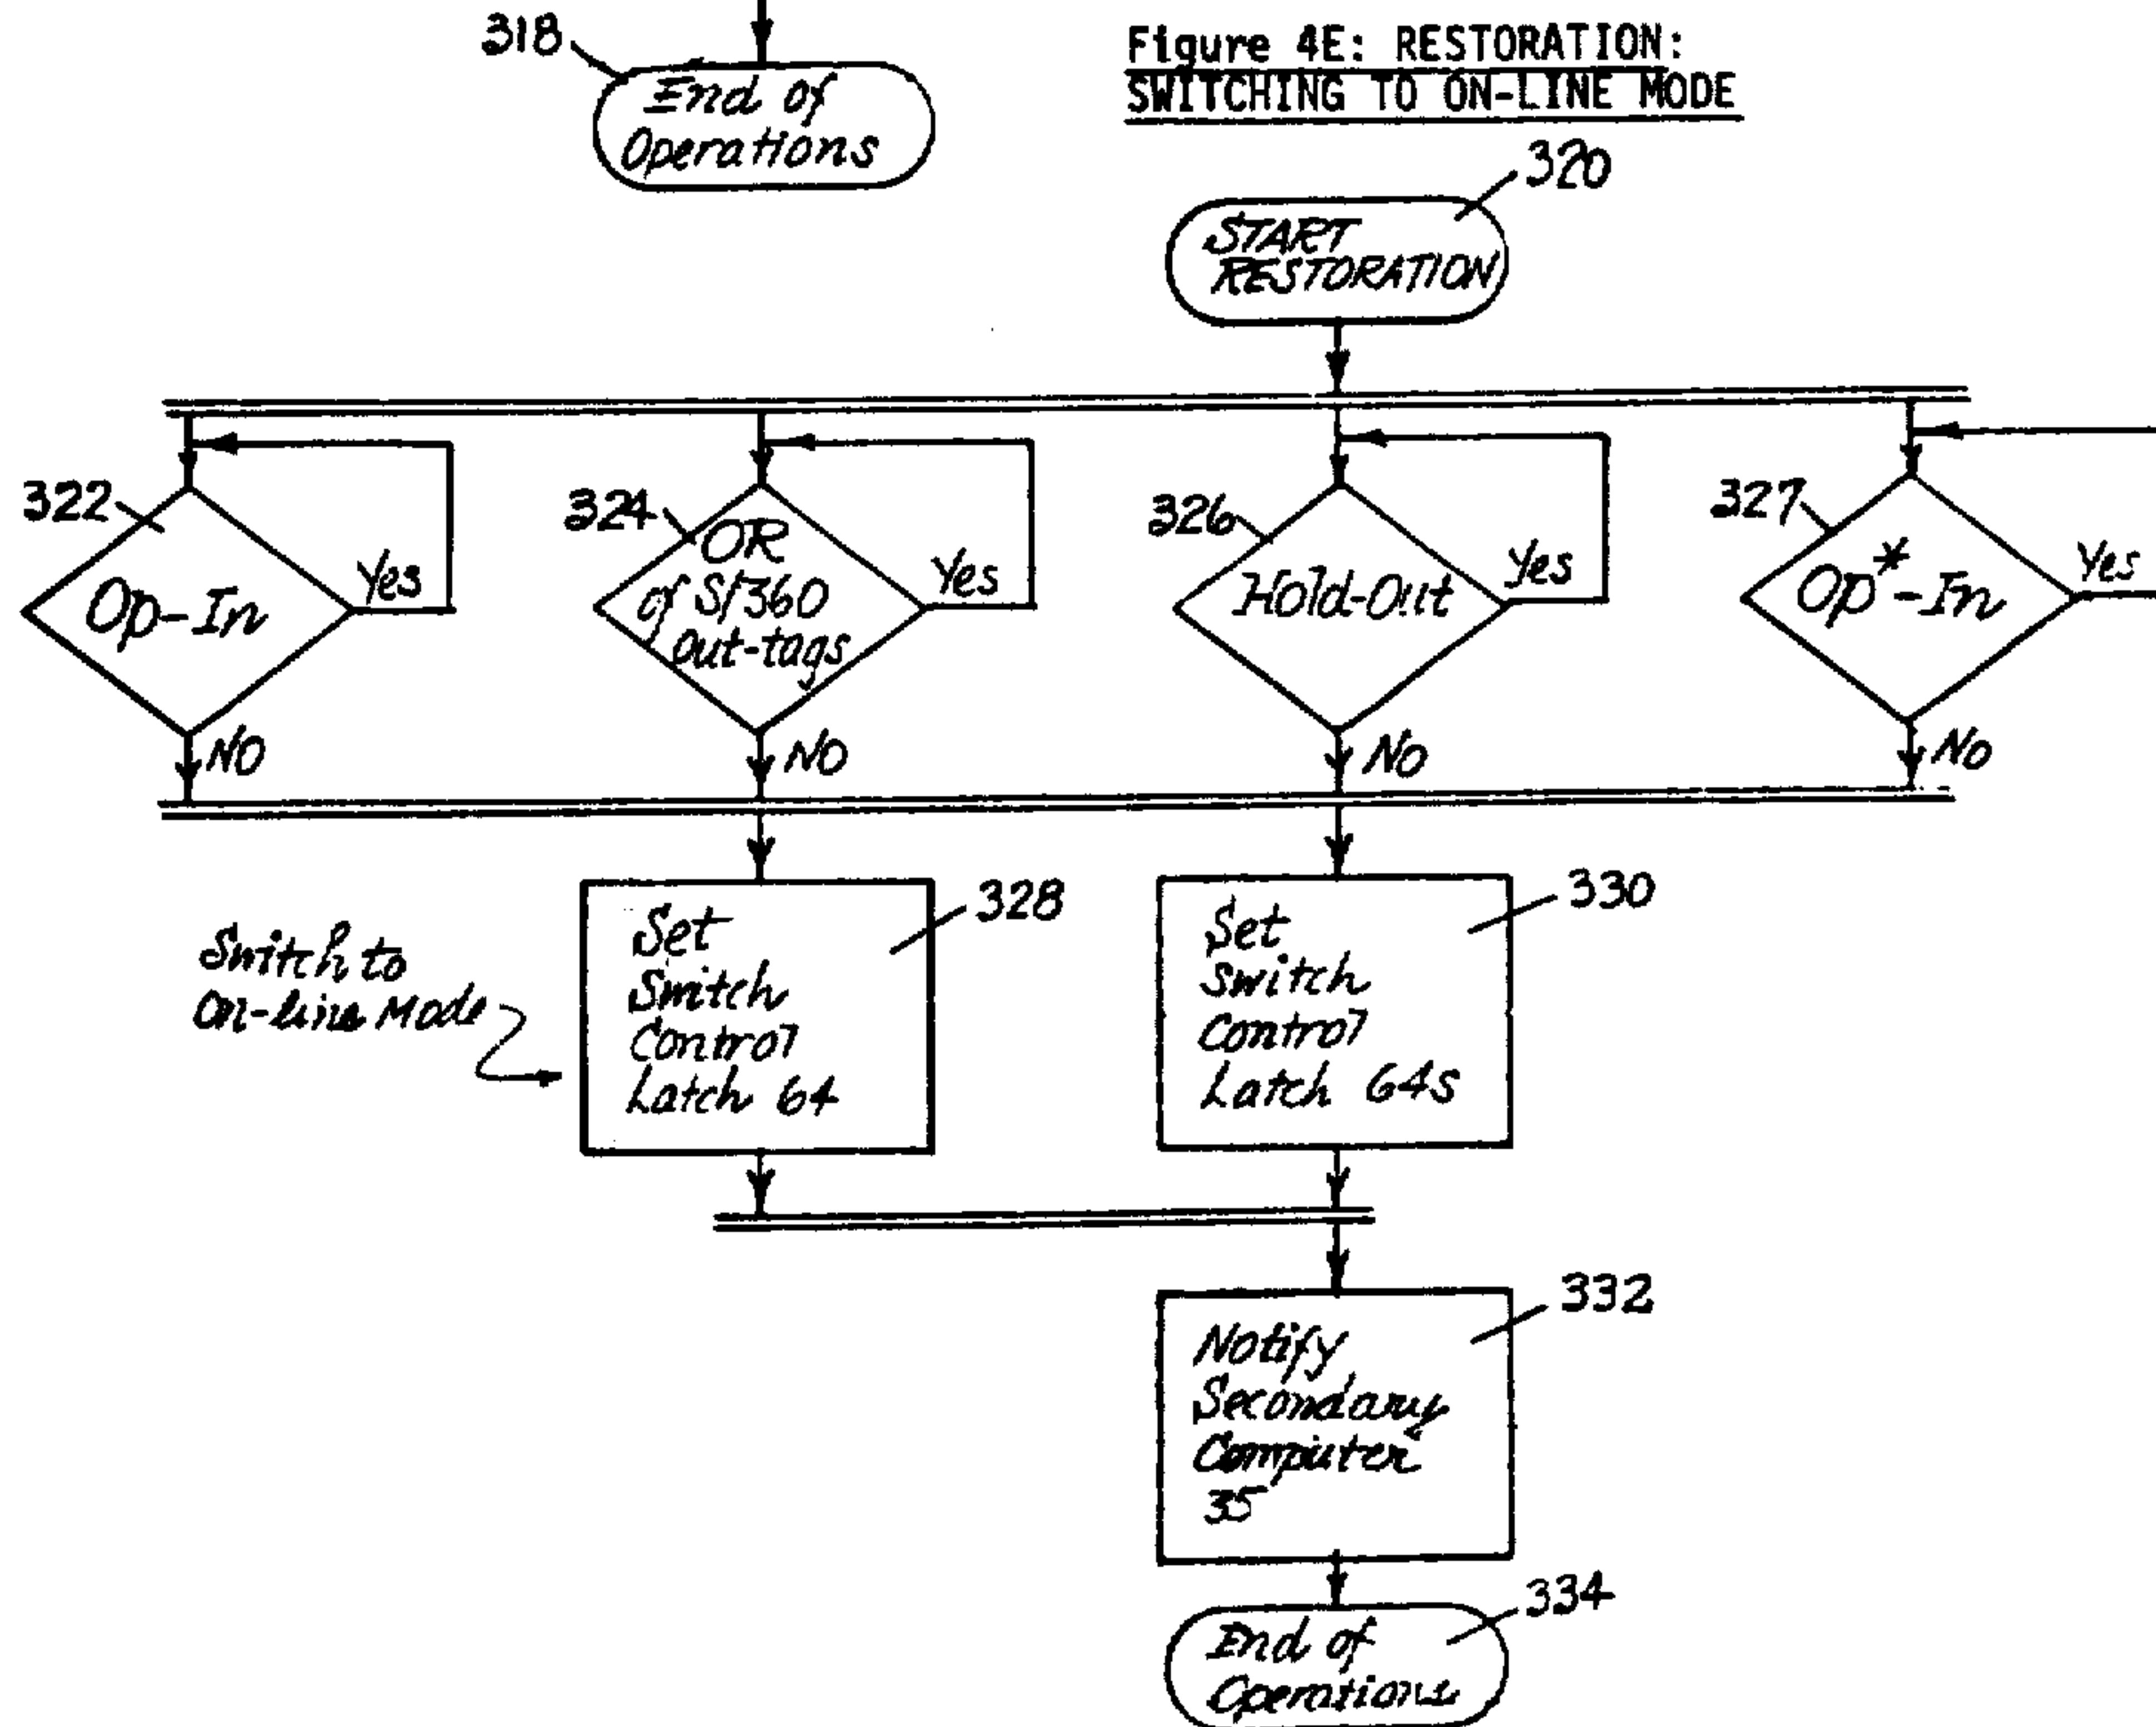 318
End of
Operations
Figure 4E: RESTORATION:
SWITCHING TO ON-LINE MODE
320
START
RESTORATION
322
Op-In
Yes
NO
324
OR
of S/360
out-tags
Yes
NO
326
Hold-Out
Yes
No
327
Op*-In
Yes
No
Switch to
On-line Mode
328
Set
Switch
Control
Latch 64
330
Set
Switch
Control
Latch 64s
332
Notify
Secondary
Computer
35
334
End of
Operations